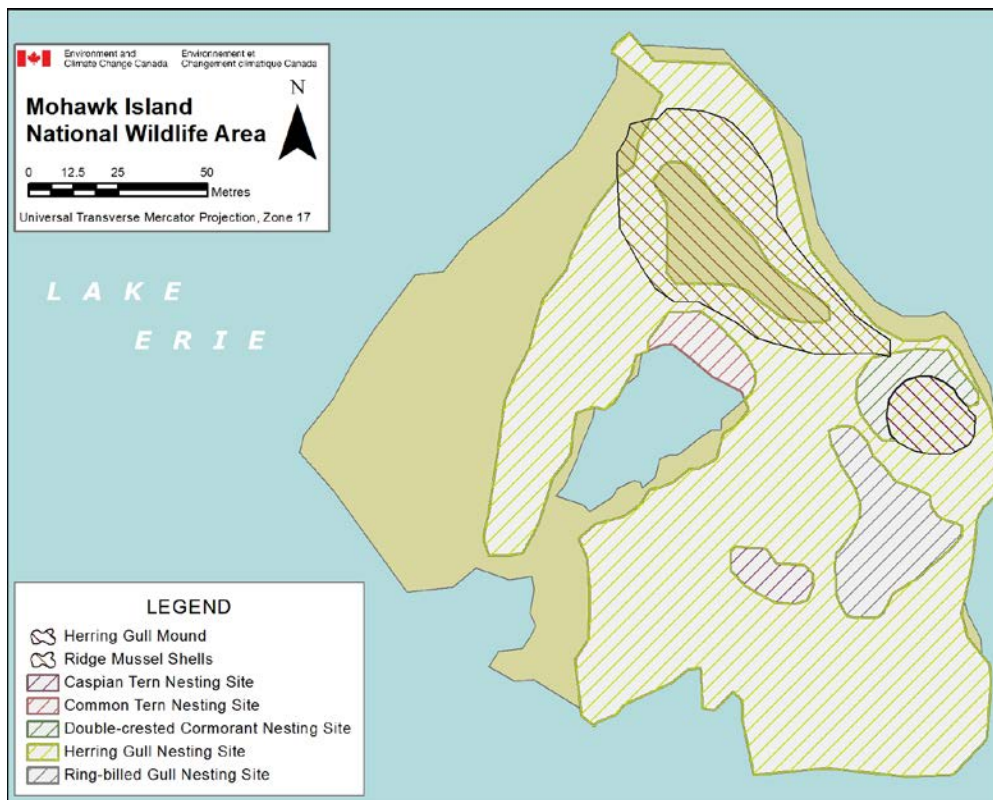 Environment and
Climate Change Canada
Environnement et
Changement climatique Canada
Mohawk Island
National Wildlife Area
N
0 12.5 25 50
Metres
Universal Transverse Mercator Projection, Zone 17
LAKE
ERIE
LEGEND
Herring Gull Mound
Ridge Mussel Shells
Caspian Tern Nesting Site
Common Tern Nesting Site
Double-crested Cormorant Nesting Site
Herring Gull Nesting Site
Ring-billed Gull Nesting Site